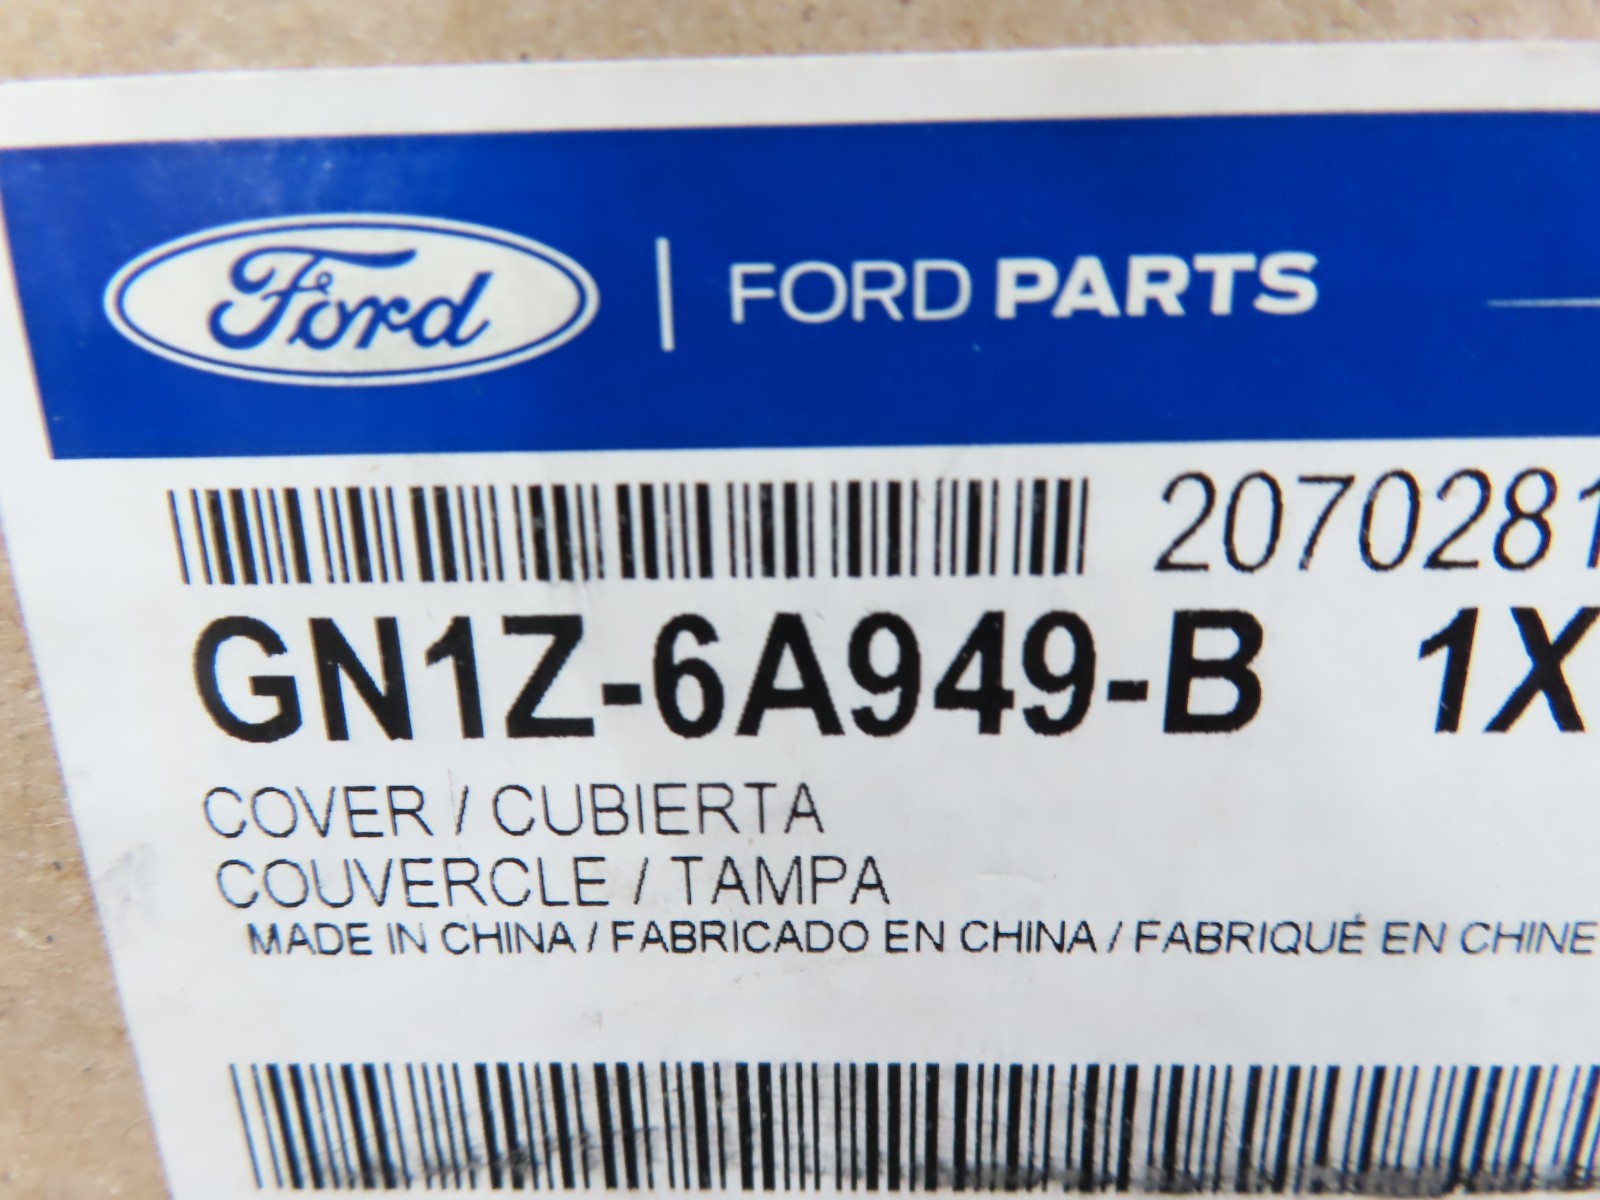 Ford | FORD PARTS
2070281
GN1Z-6A949-B 1X
COVER / CUBIERTA
COUVERCLE / TAMPA
MADE IN CHINA / FABRICADO EN CHINA / FABRIQUÉ EN CHINE